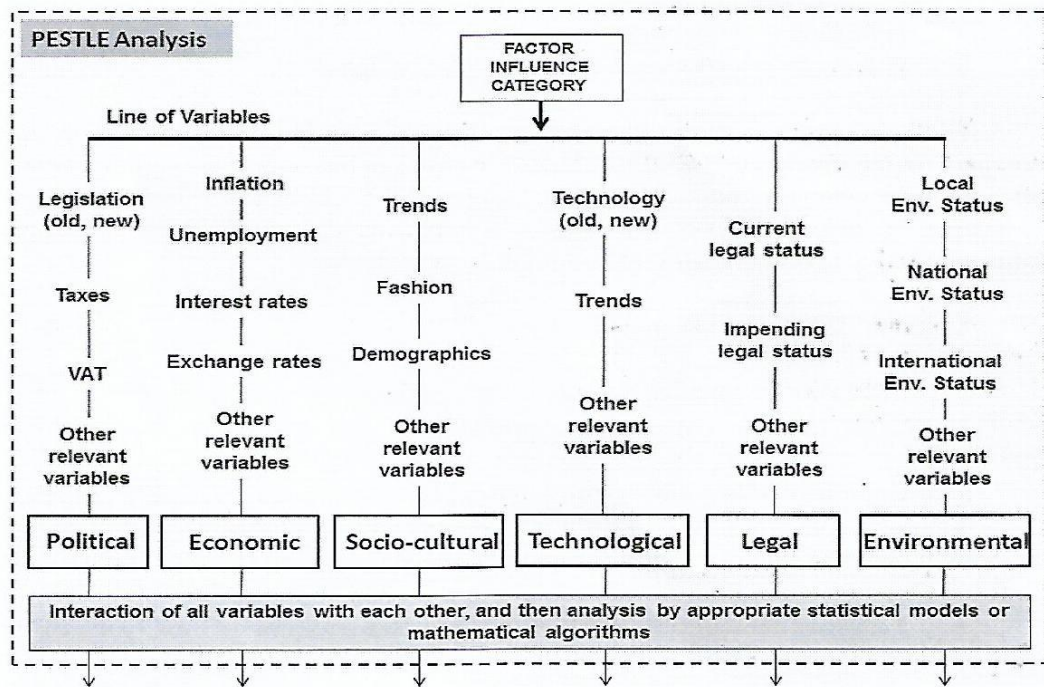 PESTLE Analysis
FACTOR
INFLUENCE
CATEGORY
Line of Variables
Legislation
(old, new)
Taxes
VAT
Other
relevant
variables
Political
Inflation
Unemployment
Interest rates
Exchange rates
Other
relevant
variables
Economic
Trends
Fashion
Demographics
Other
relevant
variables
Socio-cultural
Technology
(old, new)
Trends
Other
relevant
variables
Technological
Current
legal status
Impending
legal status
Other
relevant
variables
Legal
Local
Env. Status
National
Env. Status
International
Env. Status
Other
relevant
variables
Environmental
Interaction of all variables with each other, and then analysis by appropriate statistical models or
mathematical algorithms